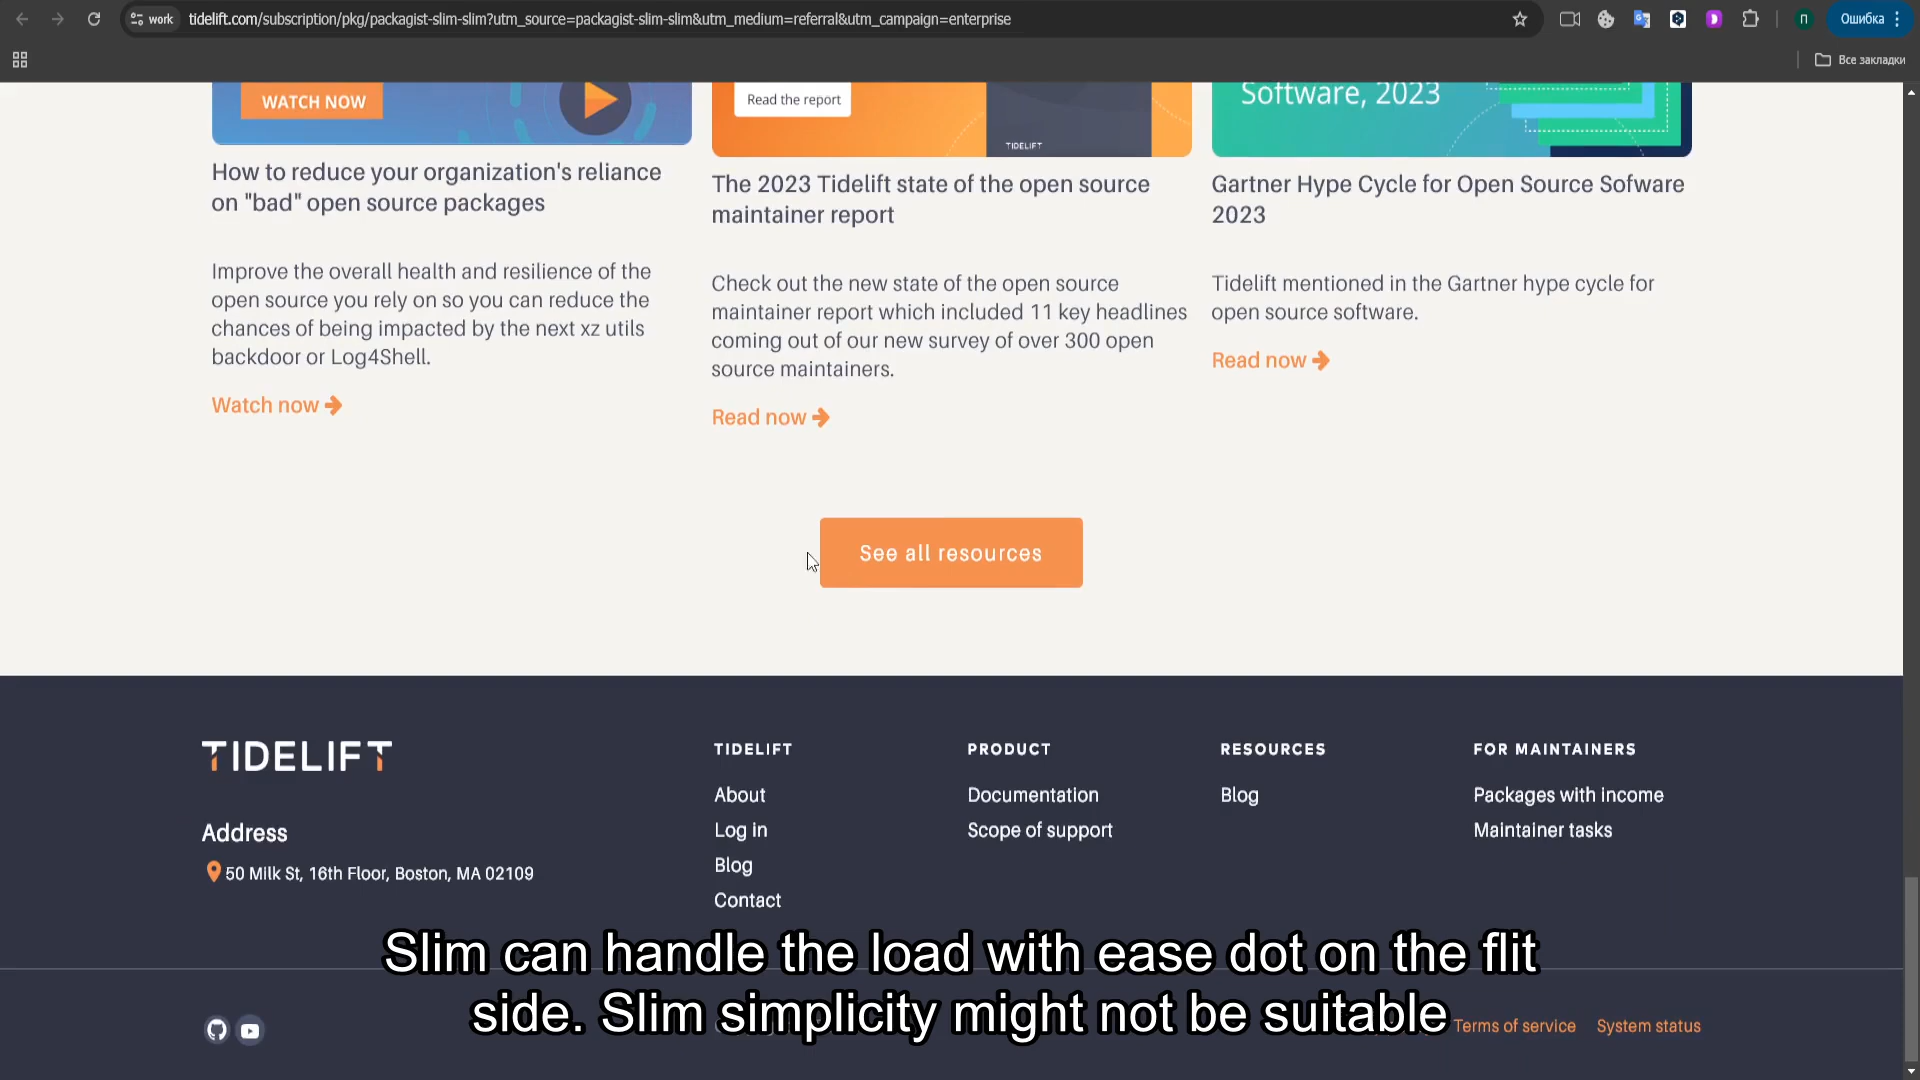 work
tidelift.com/subscription/pkg/packagist-slim-slim?utm_source=packagist-slim-slim&utm_medium=referral&utm_campaign=enterprise
П
Ошибка
Все закладки
WATCH NOW
Read the report
TIDELIFT
Software, 2023
How to reduce your organization's reliance
on "bad" open source packages
Improve the overall health and resilience of the
open source you rely on so you can reduce the
chances of being impacted by the next xz utils
backdoor or Log4Shell.
Watch now
The 2023 Tidelift state of the open source
maintainer report
Check out the new state of the open source
maintainer report which included 11 key headlines
coming out of our new survey of over 300 open
source maintainers.
Read now
Gartner Hype Cycle for Open Source Sofware
2023
Tidelift mentioned in the Gartner hype cycle for
open source software.
Read now
See all resources
TIDELIFT
Address
50 Milk St, 16th Floor, Boston, MA 02109
TIDELIFT
About
Log in
Blog
Contact
PRODUCT
Documentation
Scope of support
RESOURCES
Blog
FOR MAINTAINERS
Packages with income
Maintainer tasks
Slim can handle the load with ease dot on the flit
side. Slim simplicity might not be suitable
Terms of service
System status